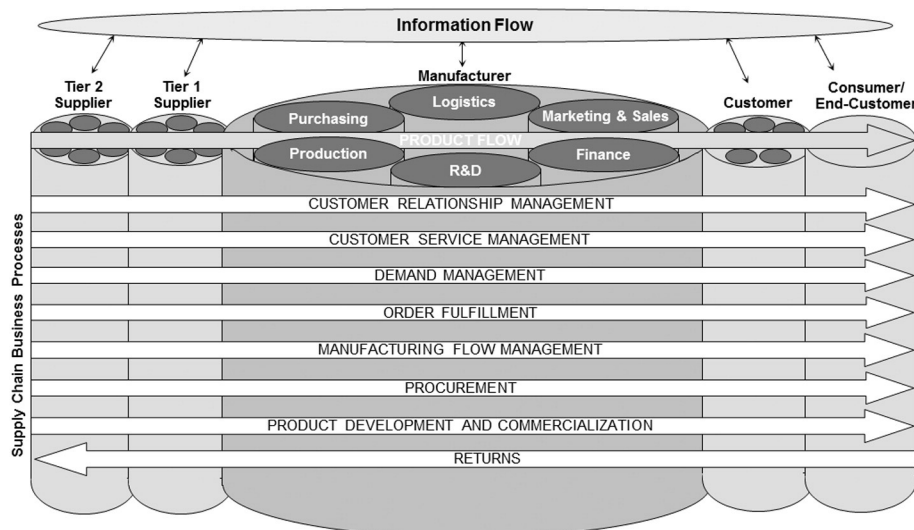 Information Flow
Tier 2
Supplier
Tier 1
Supplier
Manufacturer
Customer
Consumer/
End-Customer
Logistics
Purchasing
Marketing & Sales
PRODUCT FLOW
Production
R&D
Finance
Supply Chain Business Processes
CUSTOMER RELATIONSHIP MANAGEMENT
CUSTOMER SERVICE MANAGEMENT
DEMAND MANAGEMENT
ORDER FULFILLMENT
MANUFACTURING FLOW MANAGEMENT
PROCUREMENT
PRODUCT DEVELOPMENT AND COMMERCIALIZATION
RETURNS